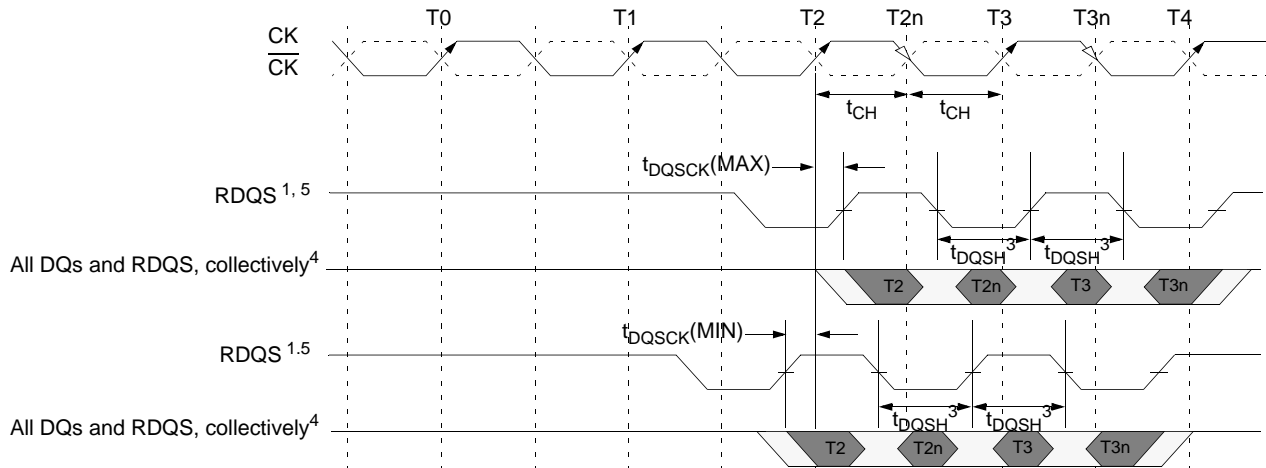 T0 T1 T2 T2n T3 T3n T4
CK
CK
tCH tCH
tDQSCK(MAX)
RDQS 1, 5
tDQSH3 tDQSH3
All DQs and RDQS, collectively4
T2 T2n T3 T3n
tDQSCK(MIN)
RDQS 1.5
tDQSH3 tDQSH3
All DQs and RDQS, collectively4
T2 T2n T3 T3n